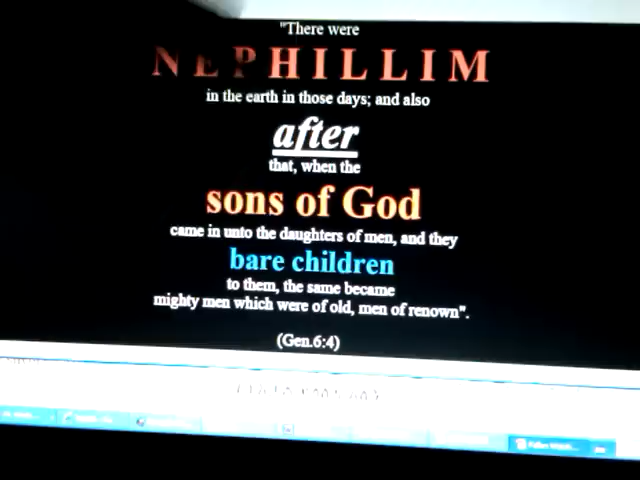 "There were
NEPHILLIM
in the earth in those days; and also
after
that, when the
sons of God
came in unto the daughters of men, and they
bare children
to them, the same became
mighty men which were of old, men of renown".
(Gen.6:4)